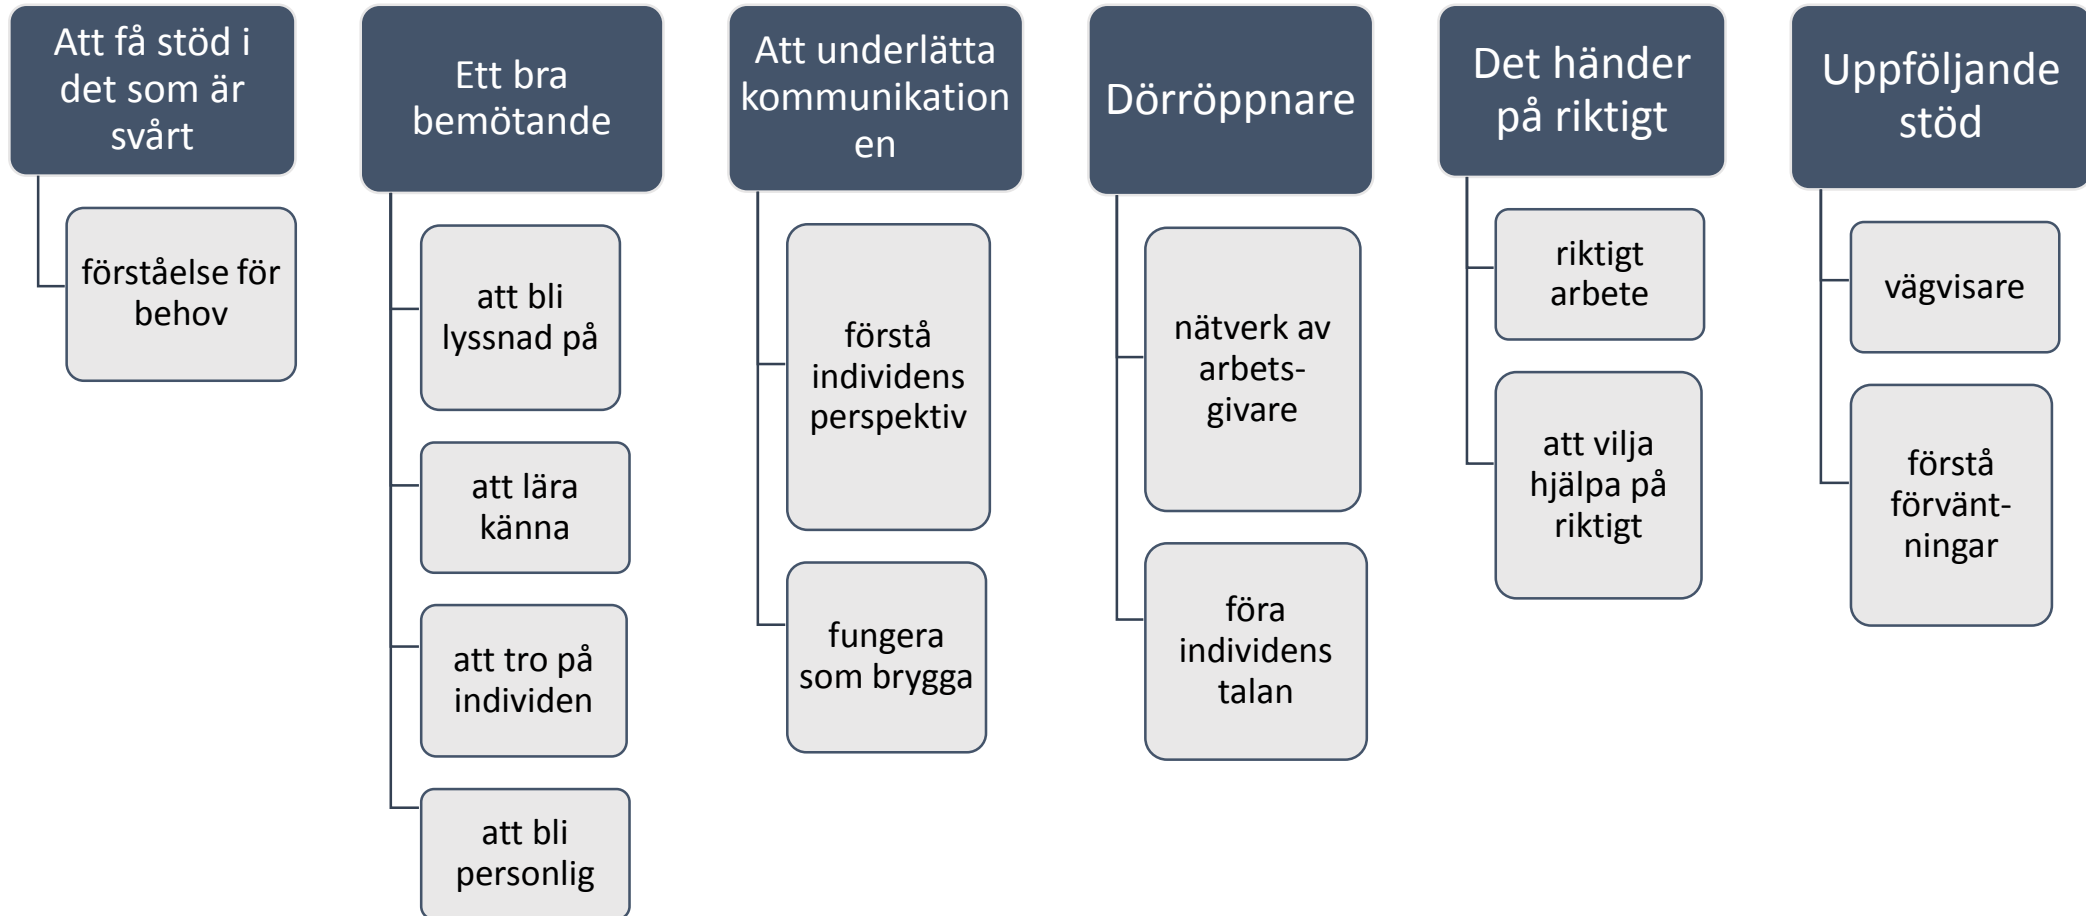 Att få stöd i
det som är
svårt
förståelse för
behov
Ett bra
bemötande
att bli
lyssnad på
att lära
känna
att tro på
individen
att bli
personlig
Att underlätta
kommunikation
en
förstå
individens
perspektiv
fungera
som brygga
Dörröppnare
nätverk av
arbets-
givare
föra
individens
talan
Det händer
på riktigt
riktigt
arbete
att vilja
hjälpa på
riktigt
Uppföljande
stöd
vägvisare
förstå
förvänt-
ningar